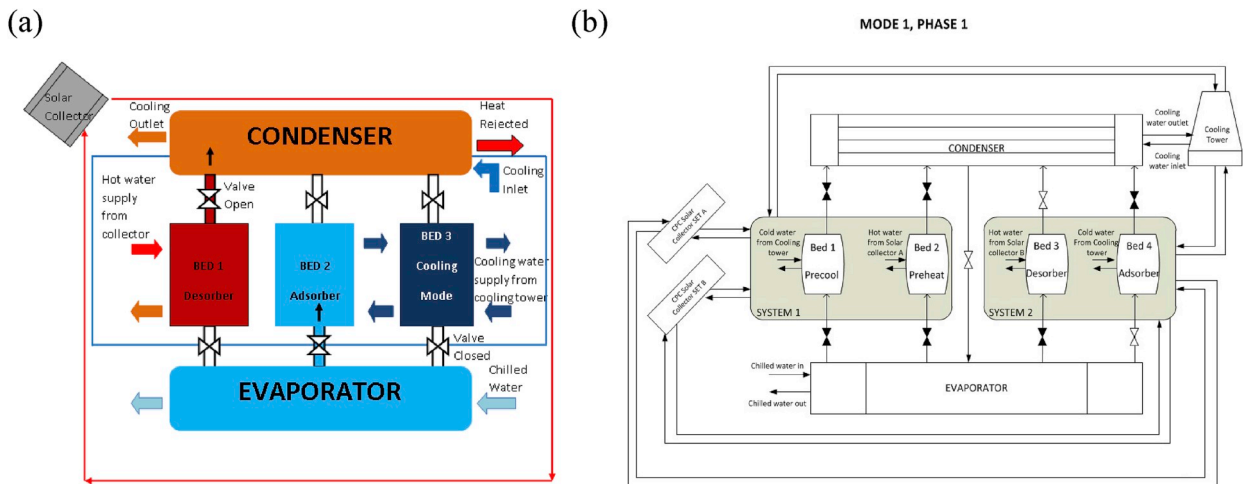 (a)
Solar
Collector
Cooling
Outlet
Heat
Rejected
CONDENSER
Hot water
supply
from
collector
Valve
Open
Cooling
Inlet
BED 1
Desorber
BED 2
Adsorber
BED 3
Cooling
Mode
Cooling water
supply from
cooling tower
Valve
Closed
EVAPORATOR
Chilled
Water
(b)
MODE 1, PHASE 1
Cooling
water outlet
Cooling
Tower
Cooling
water inlet
CONDENSER
CPC Solar
Collector SET A
CPC Solar
Collector SET B
Cold water
from Cooling
tower
Bed 1
Precool
Hot water
from Solar
collector A
Bed 2
Preheat
SYSTEM 1
Hot water
from Solar
collector B
Bed 3
Desorber
Cold water
from Cooling
tower
Bed 4
Adsorber
SYSTEM 2
Chilled water in
Chilled water out
EVAPORATOR